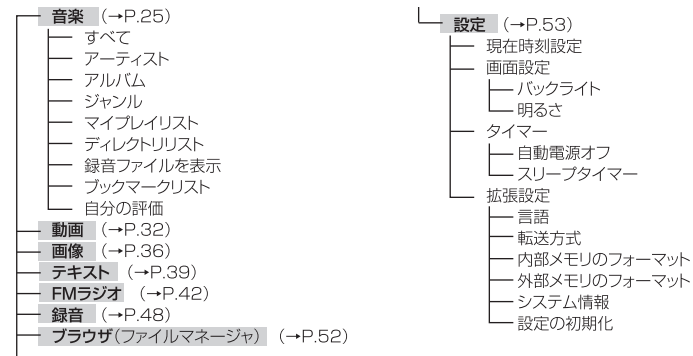 音楽 (→P.25)
すべて
アーティスト
アルバム
ジャンル
マイプレイリスト
ディレクトリリスト
録音ファイルを表示
ブックマークリスト
自分の評価
動画 (→P.32)
画像 (→P.36)
テキスト (→P.39)
FMラジオ (→P.42)
録音 (→P.48)
ブラウザ(ファイルマネージャ) (→P.52)
設定 (→P.53)
現在時刻設定
画面設定
バックライト
明るさ
タイマー
自動電源オフ
スリープタイマー
拡張設定
言語
転送方式
内部メモリのフォーマット
外部メモリのフォーマット
システム情報
設定の初期化